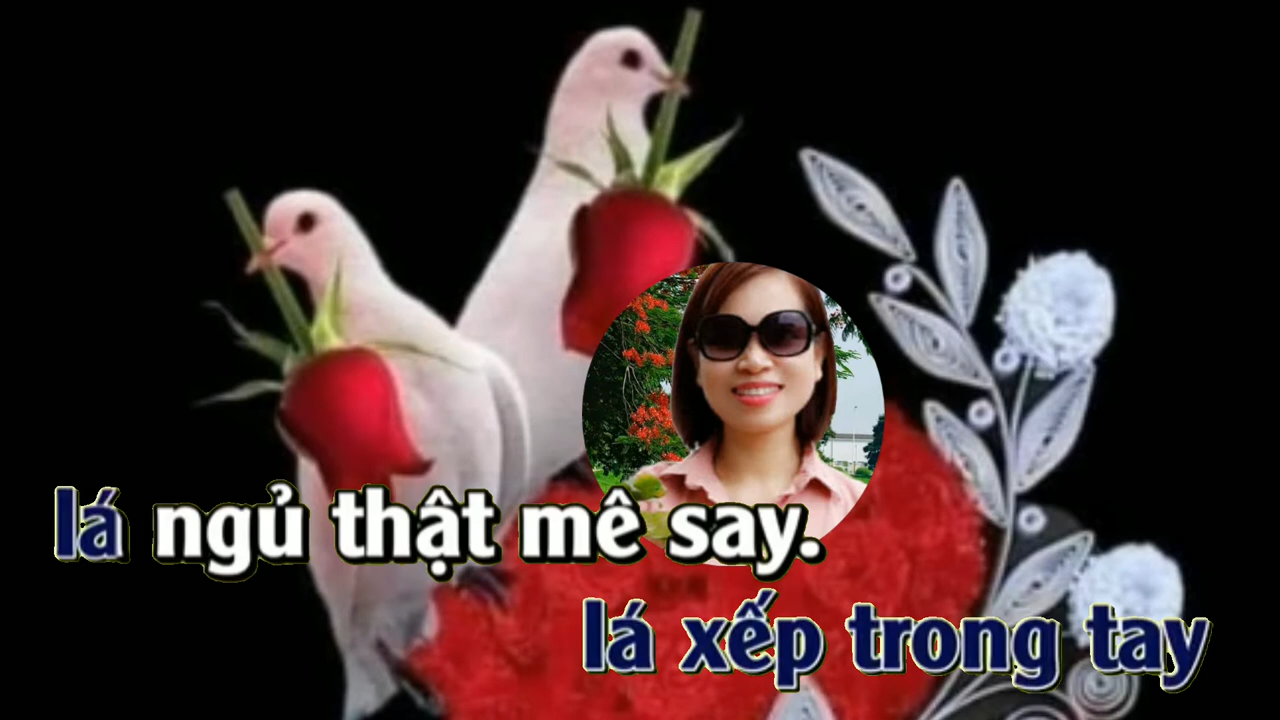 lá ngủ thật mê say.
lá xếp trong tay